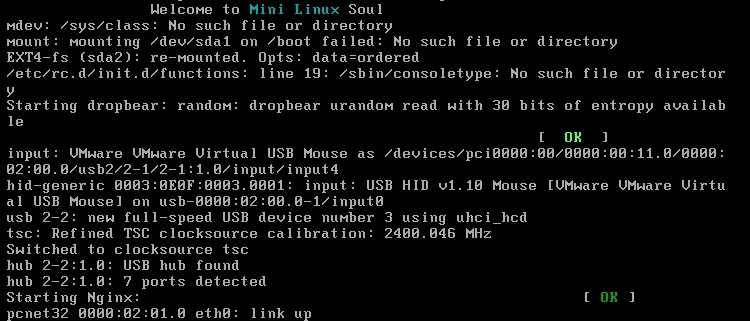 Welcome to Mini Linux Soul
mdev: /sys/class: No such file or directory
mount: mounting /dev/sda1 on /boot failed: No such file or directory
EXT4-fs (sda2): re-mounted. Opts: data=ordered
/etc/rc.d/init.d/functions: line 19: /sbin/consoletype: No such file or director
y
Starting dropbear: random: dropbear urandom read with 30 bits of entropy availab
le
[  OK  ]
input: VMware VMware Virtual USB Mouse as /devices/pci0000:00/0000:00:11.0/0000:
02:00.0/usb2/2-1/2-1:1.0/input/input4
hid-generic 0003:0E0F:0003.0001: input: USB HID v1.10 Mouse [VMware VMware Virtu
al USB Mouse] on usb-0000:02:00.0-1/input0
usb 2-2: new full-speed USB device number 3 using uhci_hcd
tsc: Refined TSC clocksource calibration: 2400.046 MHz
Switched to clocksource tsc
hub 2-2:1.0: USB hub found
hub 2-2:1.0: 7 ports detected
Starting Nginx: [ OK ]
pcnet32 0000:02:01.0 eth0: link up